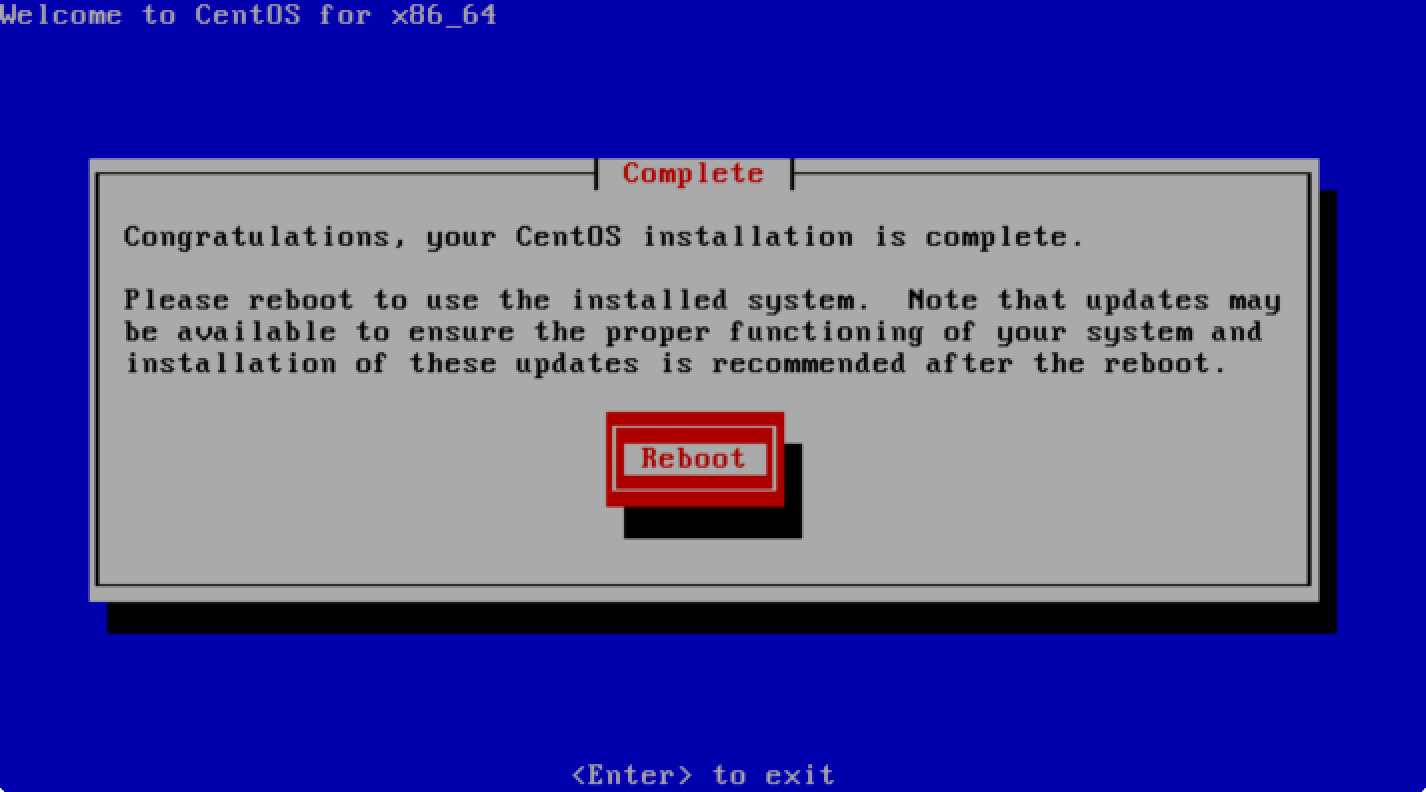 Welcome to CentOS for x86_64
Complete
Congratulations, your CentOS installation is complete.
Please reboot to use the installed system.  Note that updates may
be available to ensure the proper functioning of your system and
installation of these updates is recommended after the reboot.
Reboot
<Enter> to exit